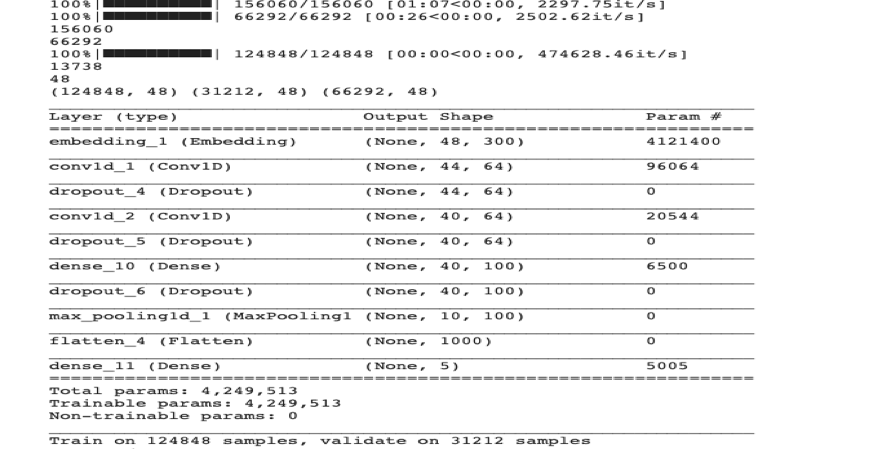 100%|██████████| 156060/156060 [01:07<00:00, 2297.75it/s]
100%|██████████| 66292/66292 [00:26<00:00, 2502.62it/s]
156060
66292
100%|██████████| 124848/124848 [00:00<00:00, 474628.46it/s]
13738
48
(124848, 48) (31212, 48) (66292, 48)
Layer (type) Output Shape Param #
embedding_1 (Embedding) (None, 48, 300) 4121400
conv1d_1 (Conv1D) (None, 44, 64) 96064
dropout_4 (Dropout) (None, 44, 64) 0
conv1d_2 (Conv1D) (None, 40, 64) 20544
dropout_5 (Dropout) (None, 40, 64) 0
dense_10 (Dense) (None, 40, 100) 6500
dropout_6 (Dropout) (None, 40, 100) 0
max_pooling1d_1 (MaxPooling1 (None, 10, 100) 0
flatten_4 (Flatten) (None, 1000) 0
dense_11 (Dense) (None, 5) 5005
Total params: 4,249,513
Trainable params: 4,249,513
Non-trainable params: 0
Train on 124848 samples, validate on 31212 samples